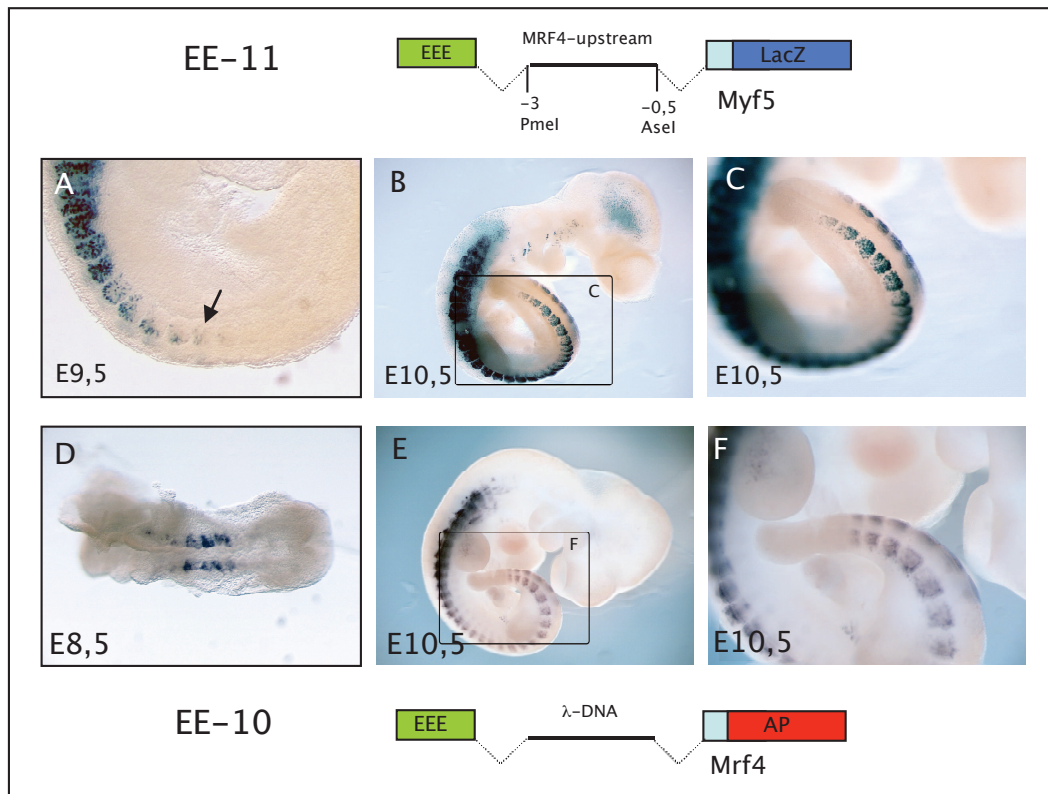 EE-11
EEE
MRF4-upstream
LacZ
-3
PmeI
-0,5
AseI
Myf5
A
E9,5
B
C
E10,5
C
E10,5
D
E8,5
E
F
E10,5
F
E10,5
EE-10
EEE
λ-DNA
AP
Mrf4